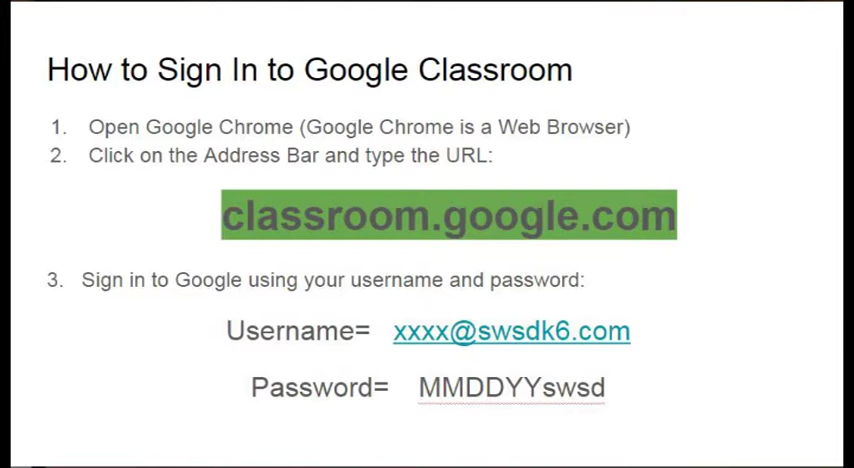 How to Sign In to Google Classroom
1. Open Google Chrome (Google Chrome is a Web Browser)
2. Click on the Address Bar and type the URL:
classroom.google.com
3. Sign in to Google using your username and password:
Username= xxxx@swsdk6.com
Password= MMDDYYswsd